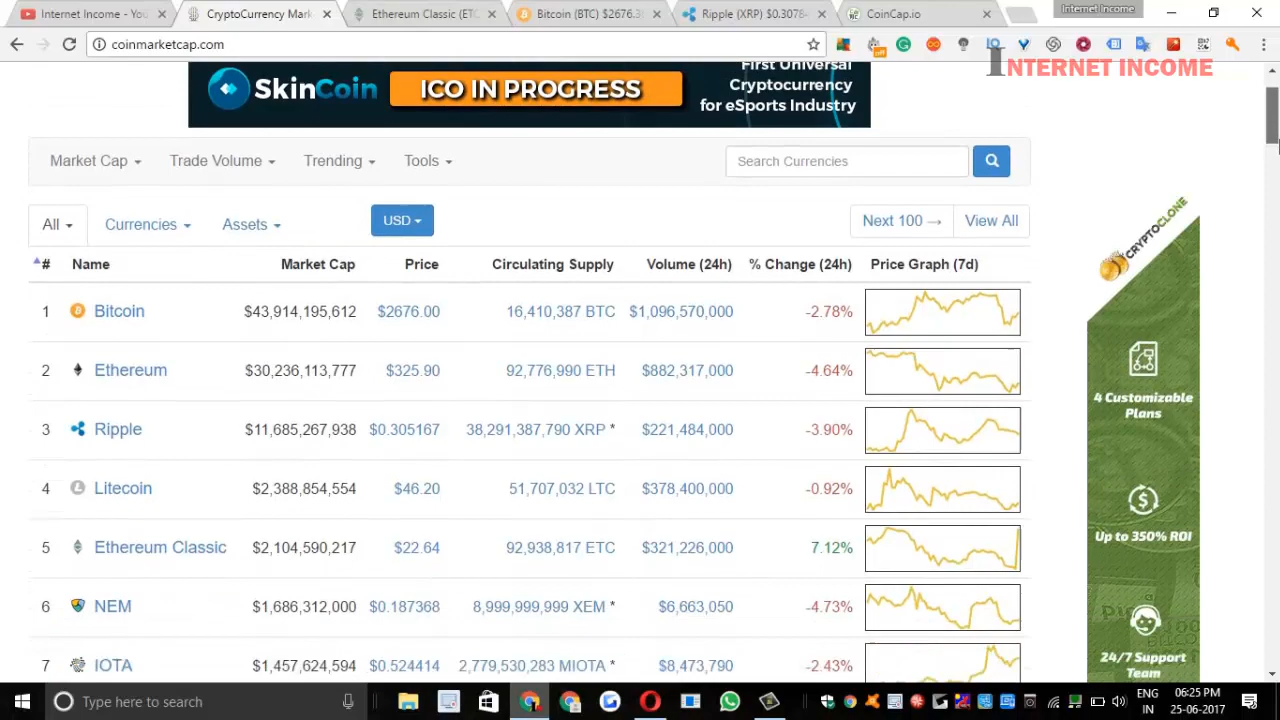 Internet Income - You
CryptoCurrency Mark
Ethereum Classic (ETC
Bitcoin (BTC) $2676.3
Ripple (XRP) $0.3078
CoinCap.io
Internet Income
coinmarketcap.com
INTERNET INCOME
SkinCoin
ICO IN PROGRESS
First Universal
Cryptocurrency
for eSports Industry
Market Cap
Trade Volume
Trending
Tools
Search Currencies
All
Currencies
Assets
USD
Next 100 →
View All
# Name Market Cap Price Circulating Supply Volume (24h) % Change (24h) Price Graph (7d)
1 Bitcoin $43,914,195,612 $2676.00 16,410,387 BTC $1,096,570,000 -2.78%
2 Ethereum $30,236,113,777 $325.90 92,776,990 ETH $882,317,000 -4.64%
3 Ripple $11,685,267,938 $0.305167 38,291,387,790 XRP * $221,484,000 -3.90%
4 Litecoin $2,388,854,554 $46.20 51,707,032 LTC $378,400,000 -0.92%
5 Ethereum Classic $2,104,590,217 $22.64 92,938,817 ETC $321,226,000 7.12%
6 NEM $1,686,312,000 $0.187368 8,999,999,999 XEM * $6,663,050 -4.73%
7 IOTA $1,457,624,594 $0.524414 2,779,530,283 MIOTA * $8,473,790 -2.43%
CRYPTOCLONE
4 Customizable
Plans
Up to 350% ROI
24/7 Support
Team
Type here to search
ENG
IN
06:25 PM
25-06-2017